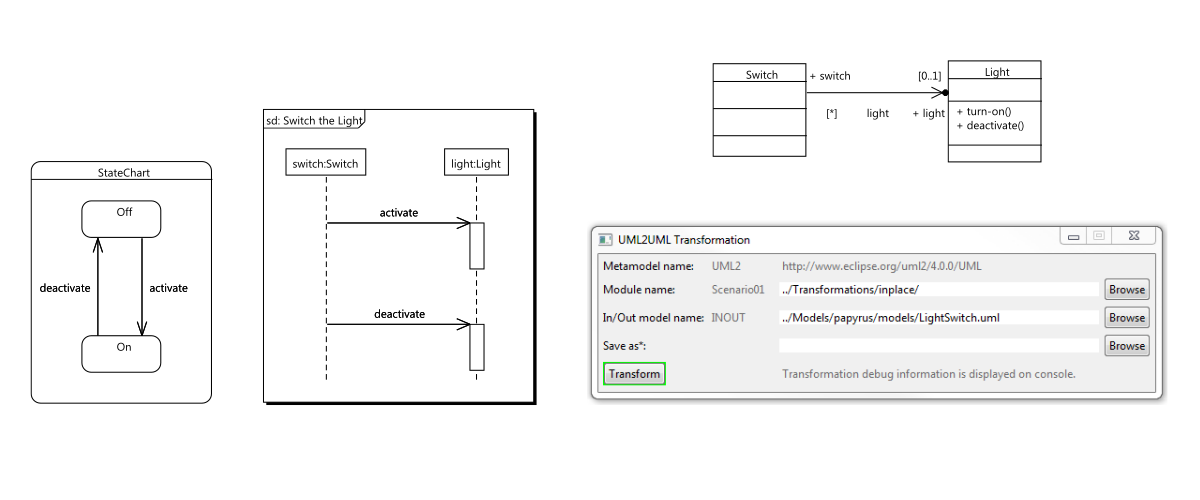 StateChart
Off
deactivate
activate
On
sd: Switch the Light
switch:Switch
light:Light
activate
deactivate
Switch
+ switch
[0..1]
Light
[*]
light
+ light
+ turn-on()
+ deactivate()
UML2UML Transformation
Metamodel name: UML2 http://www.eclipse.org/uml2/4.0.0/UML
Module name: Scenario01 ../Transformations/inplace/ Browse
In/Out model name: INOUT ../Models/papyrus/models/LightSwitch.uml Browse
Save as*: Browse
Transform Transformation debug information is displayed on console.